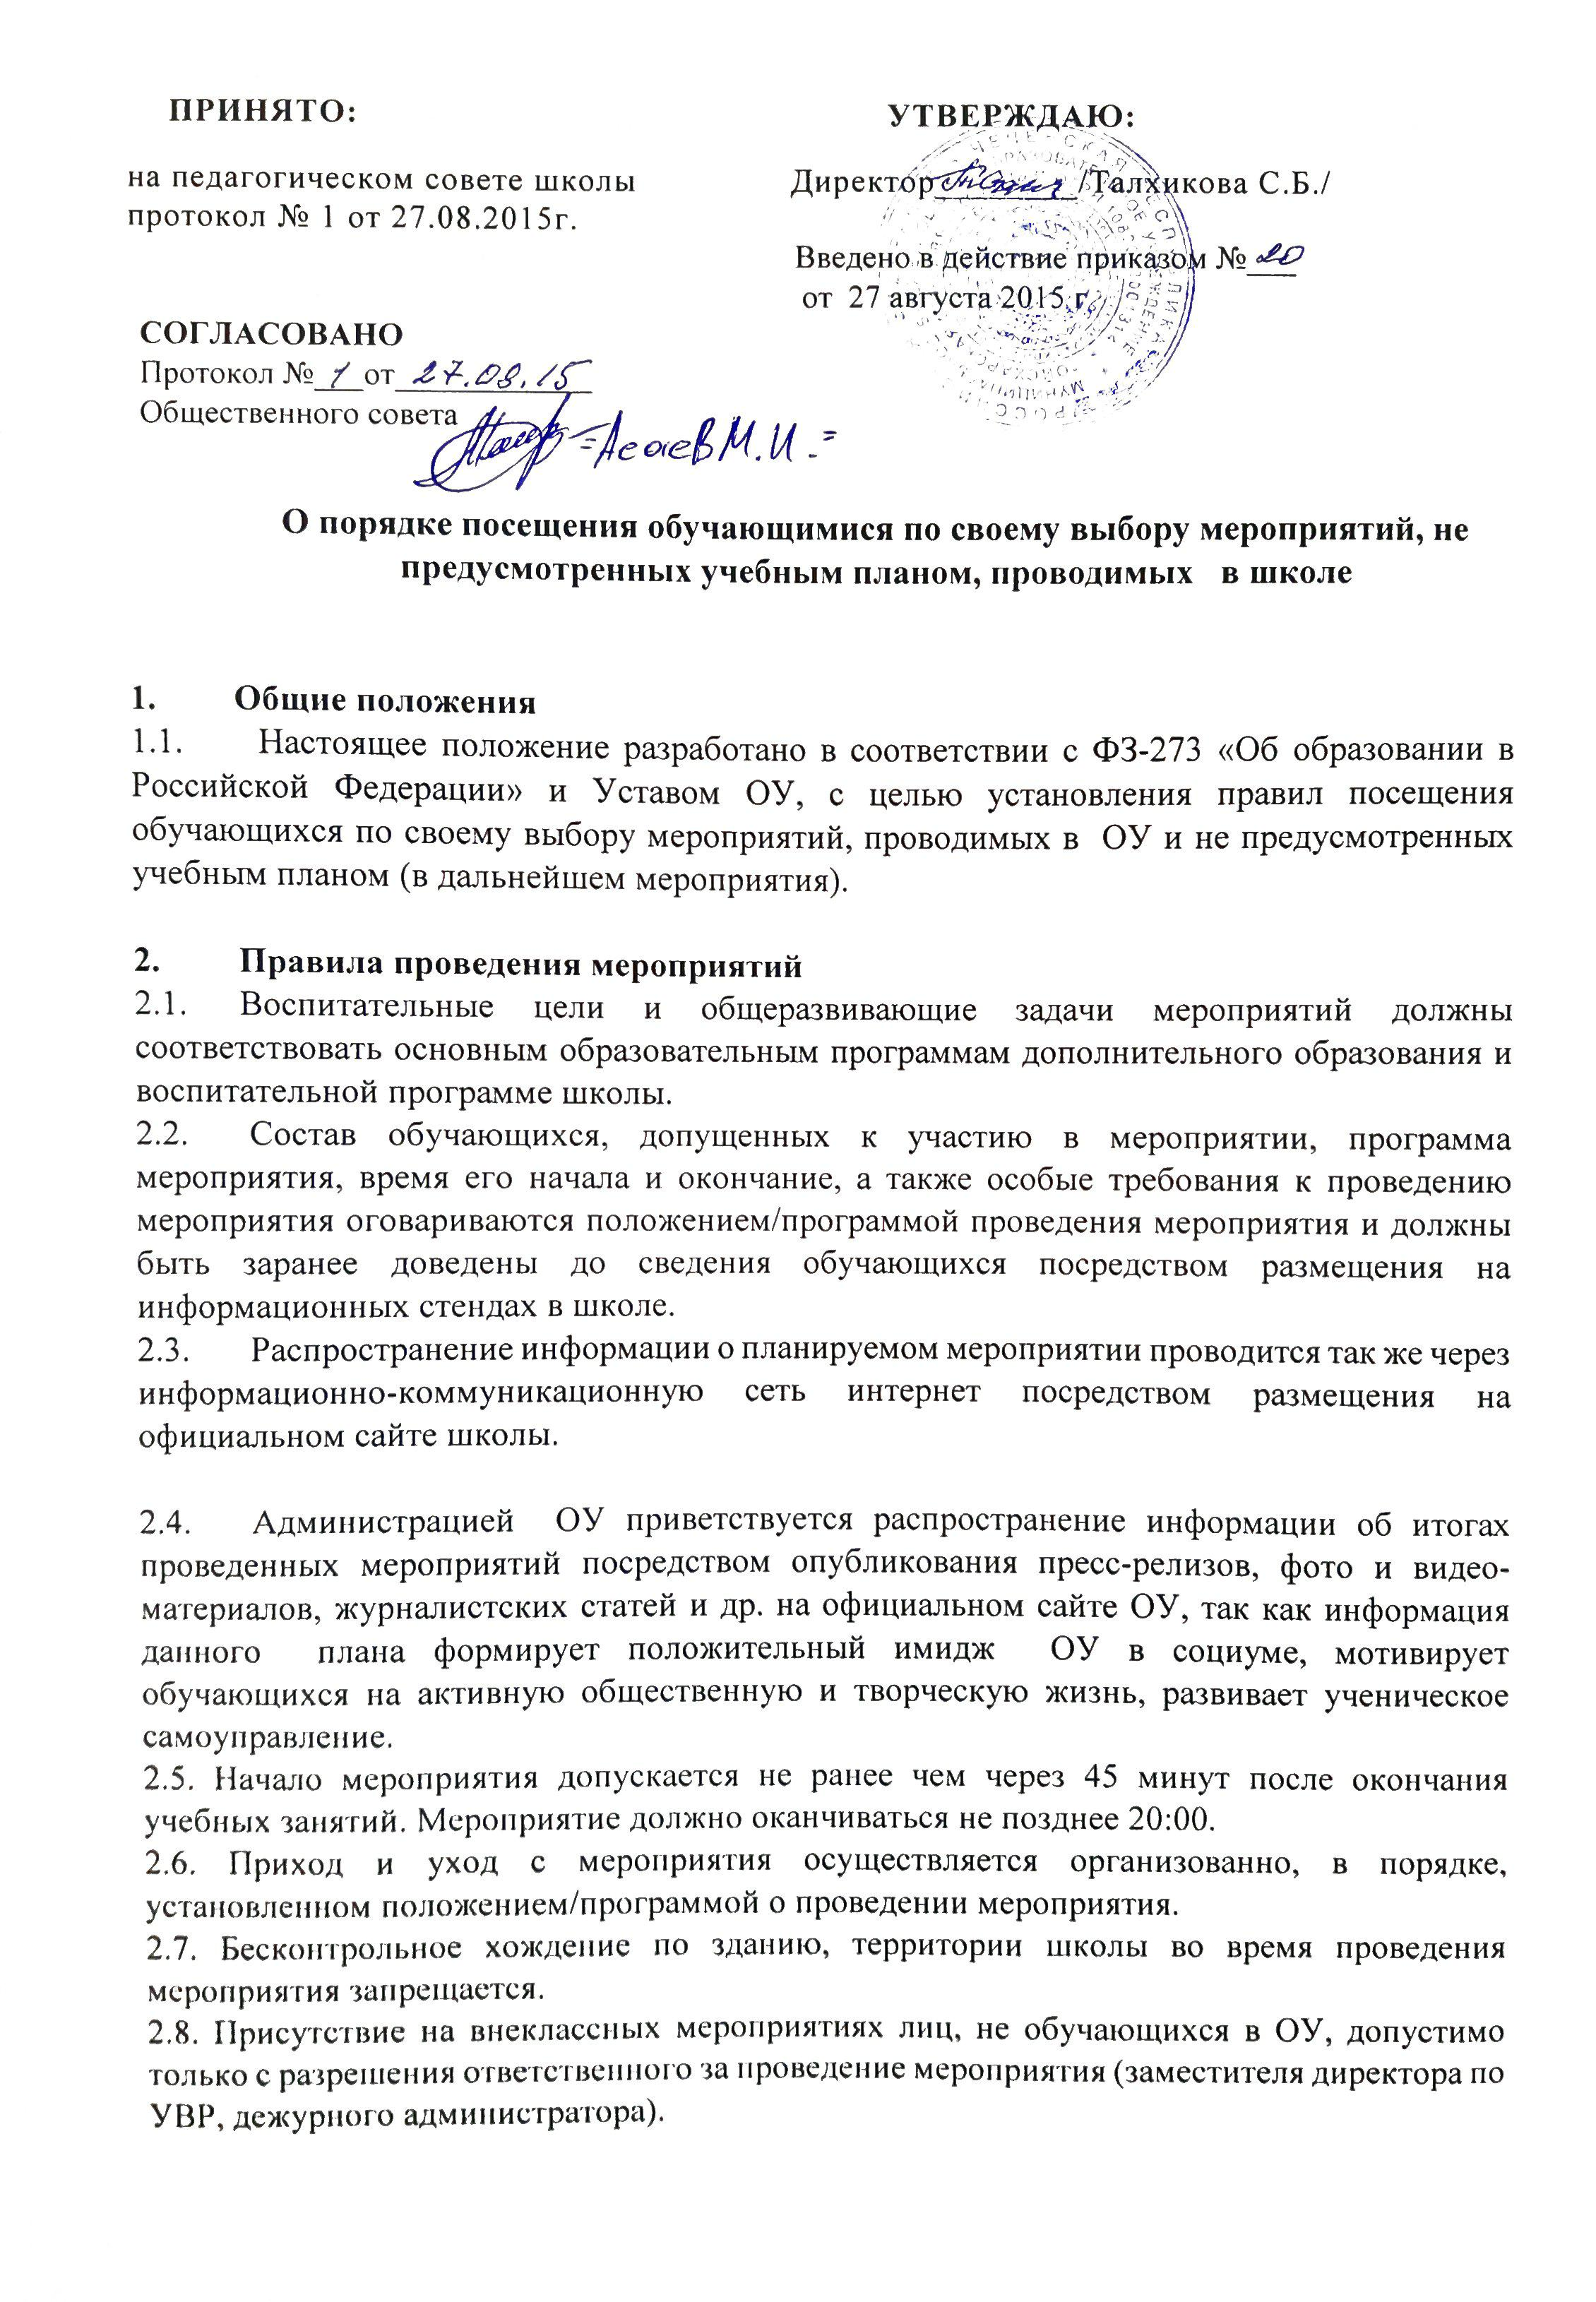 ПРИНЯТО:
УТВЕРЖДАЮ:
на педагогическом совете школы
протокол № 1 от 27.08.2015г.
Директор /Талхикова С.Б./
Введено в действие приказом № 20
от 27 августа 2015 г.
СОГЛАСОВАНО
Протокол № 1 от 27.08.15
Общественного совета
М.И.
О порядке посещения обучающимися по своему выбору мероприятий, не
предусмотренных учебным планом, проводимых в школе
1. Общие положения
1.1. Настоящее положение разработано в соответствии с ФЗ-273 «Об образовании в
Российской Федерации» и Уставом ОУ, с целью установления правил посещения
обучающихся по своему выбору мероприятий, проводимых в ОУ и не предусмотренных
учебным планом (в дальнейшем мероприятия).
2. Правила проведения мероприятий
2.1. Воспитательные цели и общеразвивающие задачи мероприятий должны
соответствовать основным образовательным программам дополнительного образования и
воспитательной программе школы.
2.2. Состав обучающихся, допущенных к участию в мероприятии, программа
мероприятия, время его начала и окончание, а также особые требования к проведению
мероприятия оговариваются положением/программой проведения мероприятия и должны
быть заранее доведены до сведения обучающихся посредством размещения на
информационных стендах в школе.
2.3. Распространение информации о планируемом мероприятии проводится так же через
информационно-коммуникационную сеть интернет посредством размещения на
официальном сайте школы.
2.4. Администрацией ОУ приветствуется распространение информации об итогах
проведенных мероприятий посредством опубликования пресс-релизов, фото и видео-
материалов, журналистских статей и др. на официальном сайте ОУ, так как информация
данного плана формирует положительный имидж ОУ в социуме, мотивирует
обучающихся на активную общественную и творческую жизнь, развивает ученическое
самоуправление.
2.5. Начало мероприятия допускается не ранее чем через 45 минут после окончания
учебных занятий. Мероприятие должно оканчиваться не позднее 20:00.
2.6. Приход и уход с мероприятия осуществляется организованно, в порядке,
установленном положением/программой о проведении мероприятия.
2.7. Бесконтрольное хождение по зданию, территории школы во время проведения
мероприятия запрещается.
2.8. Присутствие на внеклассных мероприятиях лиц, не обучающихся в ОУ, допустимо
только с разрешения ответственного за проведение мероприятия (заместителя директора по
УВР, дежурного администратора).